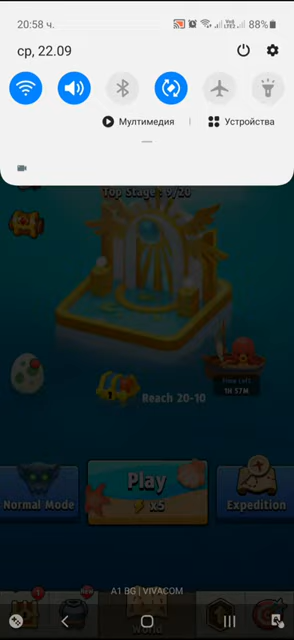 20:58 ч. 88%
ср, 22.09
Мултимедия | Устройства
Top Stage : 9/20
1
Reach 20-10
Time Left
1H 57M
Normal Mode
Play
x5
Expedition
A1 BG | VIVACOM
World